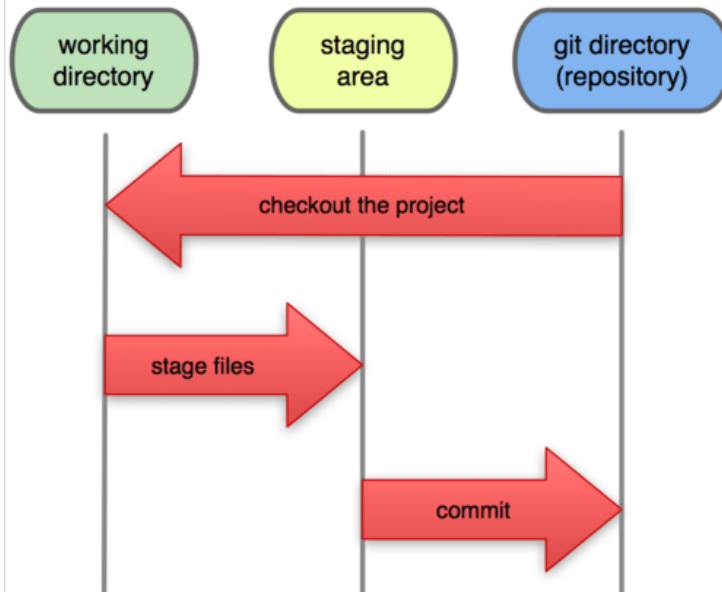 working
directory
staging
area
git directory
(repository)
checkout the project
stage files
commit